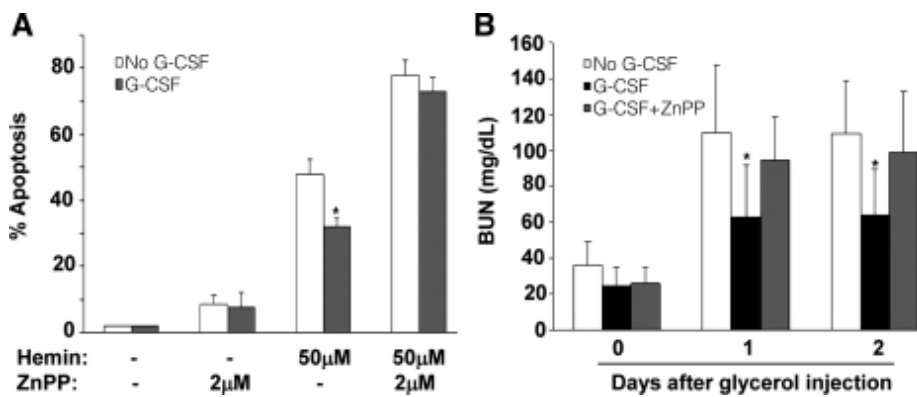 A
% Apoptosis
80
60
40
20
0
No G-CSF
G-CSF
*
Hemin: - - 50µM 50µM
ZnPP: - 2µM - 2µM
B
BUN (mg/dL)
160
140
120
100
80
60
40
20
0
No G-CSF
G-CSF
G-CSF+ZnPP
* *
0 1 2
Days after glycerol injection